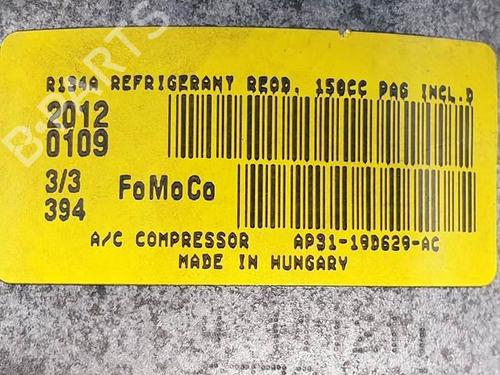 R134A REFRIGERANT REQD, 150CC PAG INCL.D
2012
0109
3/3
394
FoMoCo
A/C COMPRESSOR AP31-19D629-AC
MADE IN HUNGARY
B-PARTS